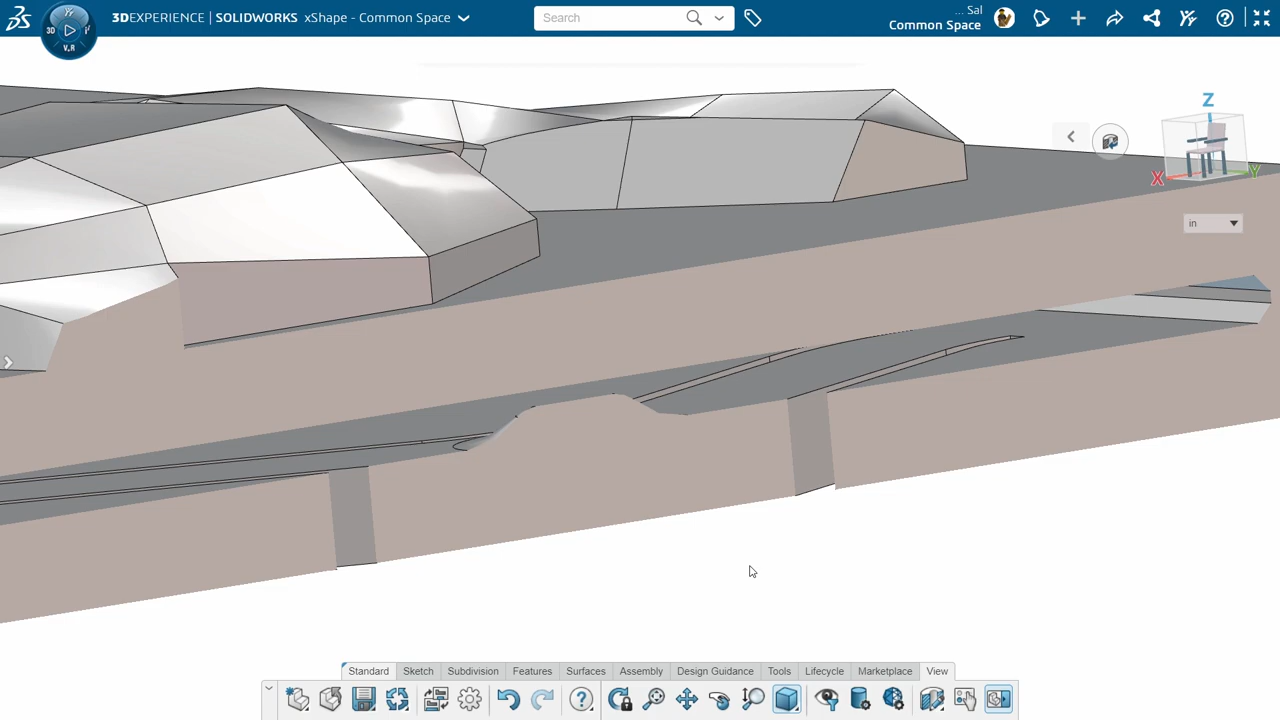 3DEXPERIENCE | SOLIDWORKS xShape - Common Space
Search
... Sal
Common Space
3D
V.R
Z
X
Y
in
Standard Sketch Subdivision Features Surfaces Assembly Design Guidance Tools Lifecycle Marketplace View